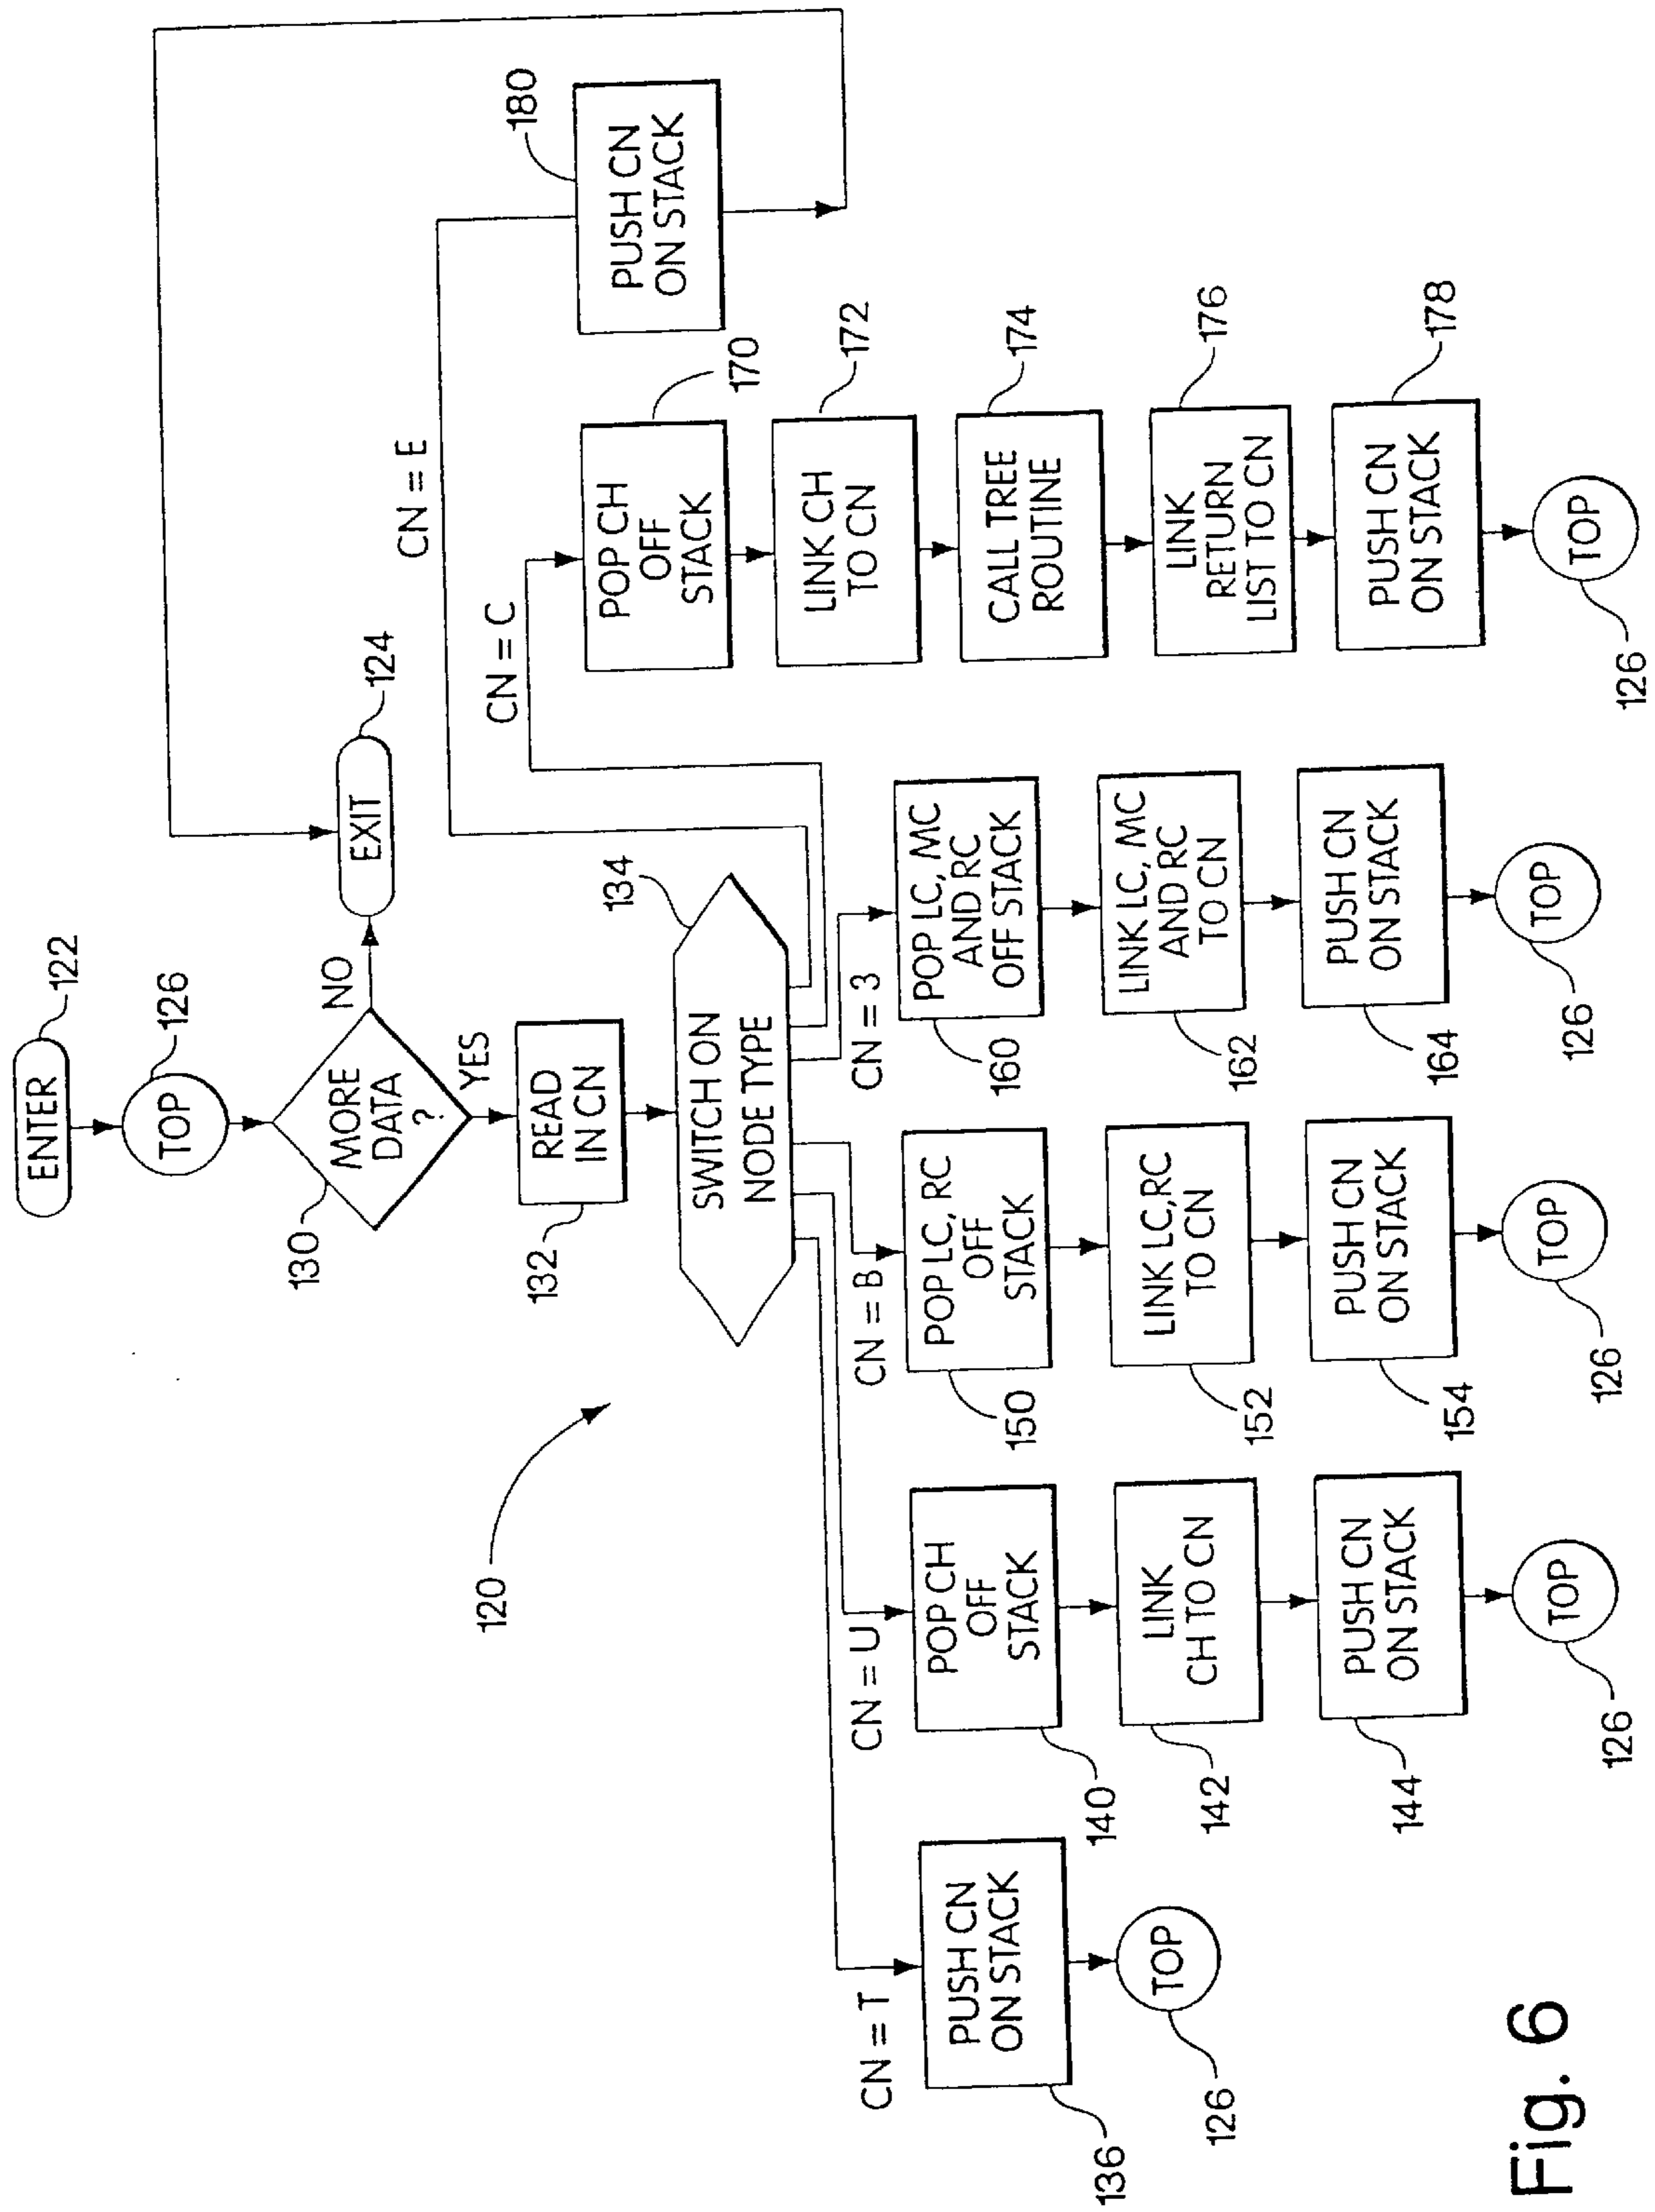 ENTER
122
TOP
126
MORE
DATA
?
130
NO
EXIT
124
YES
READ
IN CN
132
SWITCH ON
NODE TYPE
134
120
CN = T
PUSH CN
ON STACK
136
TOP
126
CN = U
POP CH
OFF
STACK
140
LINK
CH TO CN
142
PUSH CN
ON STACK
144
TOP
126
CN = B
POP LC, RC
OFF
STACK
150
LINK LC,RC
TO CN
152
PUSH CN
ON STACK
154
TOP
126
CN = 3
POP LC, MC
AND RC
OFF STACK
160
LINK LC, MC
AND RC
TO CN
162
PUSH CN
ON STACK
164
TOP
126
CN = C
POP CH
OFF
STACK
170
LINK CH
TO CN
172
CALL TREE
ROUTINE
174
LINK
RETURN
LIST TO CN
176
PUSH CN
ON STACK
178
TOP
126
CN = E
PUSH CN
ON STACK
180
Fig. 6